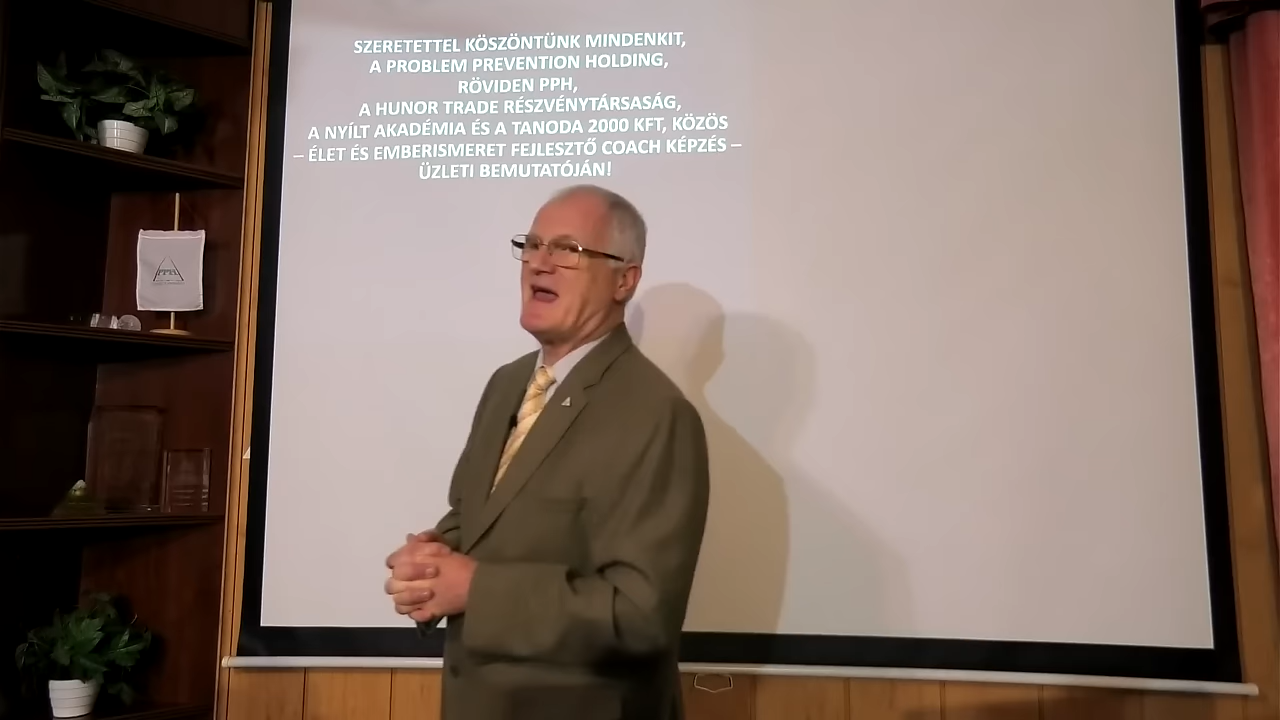 SZERETETTEL KÖSZÖNTÜNK MINDENKIT,
A PROBLEM PREVENTION HOLDING,
RÖVIDEN PPH,
A HUNOR TRADE RÉSZVÉNYTÁRSASÁG,
A NYÍLT AKADÉMIA ÉS A TANODA 2000 KFT, KÖZÖS
– ÉLET ÉS EMBERISMERET FEJLESZTŐ COACH KÉPZÉS –
ÜZLETI BEMUTATÓJÁN!